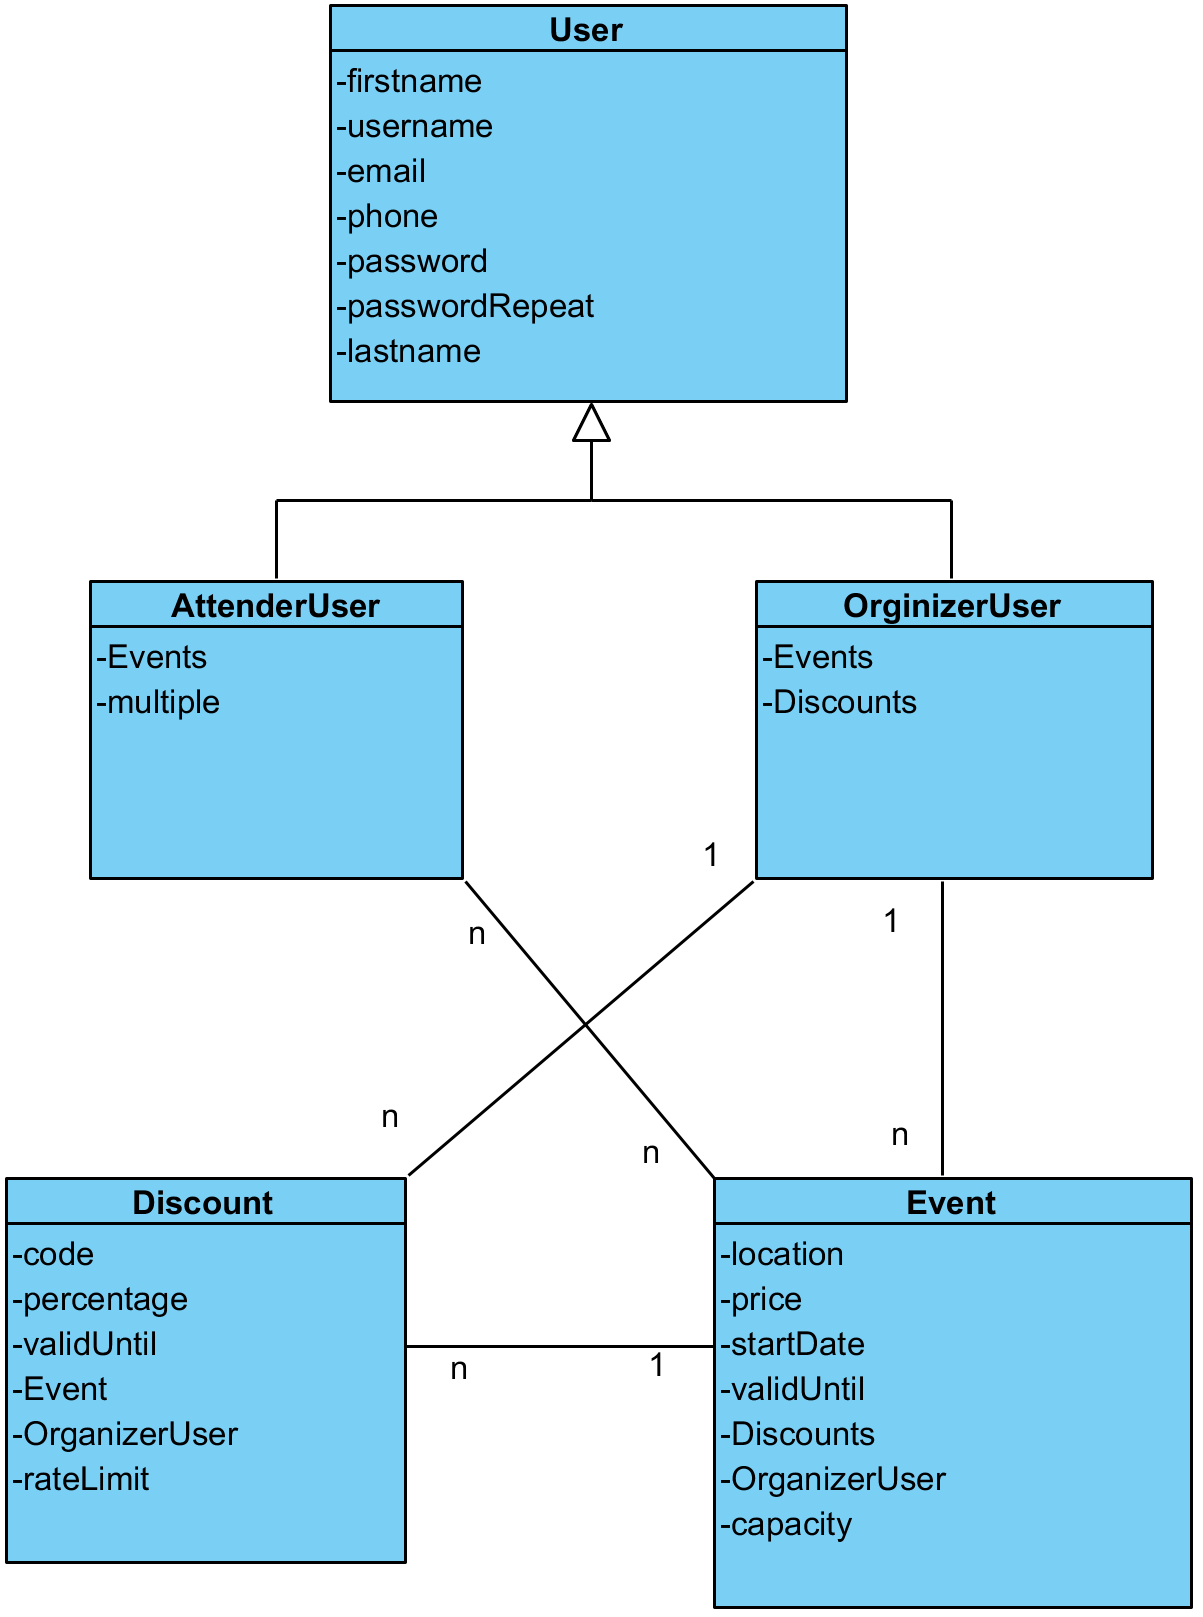 User
-firstname
-username
-email
-phone
-password
-passwordRepeat
-lastname
AttenderUser
-Events
-multiple
OrginizerUser
-Events
-Discounts
1
n
1
n
n
n
Discount
-code
-percentage
-validUntil
-Event
-OrganizerUser
-rateLimit
n
1
Event
-location
-price
-startDate
-validUntil
-Discounts
-OrganizerUser
-capacity